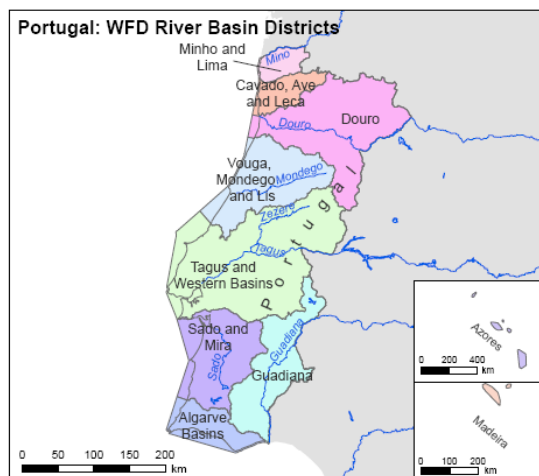 Portugal: WFD River Basin Districts
Minho and
Lima
Mino
Cavado, Ave
and Leca
Douro
Douro
Vouga,
Mondego
and Lis
Mondego
Zezere
Portugal
Tagus
Tagus and
Western Basins
Sado and
Mira
Sado
Guadiana
Guadiana
Algarve
Basins
Azores
0 200 400
km
Madeira
0 100 200
km
0 50 100 200
km